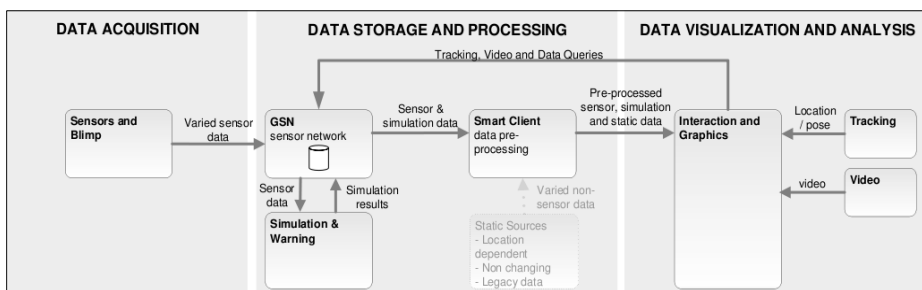 DATA ACQUISITION
DATA STORAGE AND PROCESSING
DATA VISUALIZATION AND ANALYSIS
Tracking, Video and Data Queries
Sensors and
Blimp
Varied sensor
data
GSN
sensor network
Sensor &
simulation data
Smart Client
data pre-
processing
Pre-processed
sensor, simulation
and static data
Interaction and
Graphics
Location
/ pose
Tracking
video
Video
Sensor
data
Simulation
results
Simulation &
Warning
Varied non-
sensor data
Static Sources
- Location
dependent
- Non changing
- Legacy data